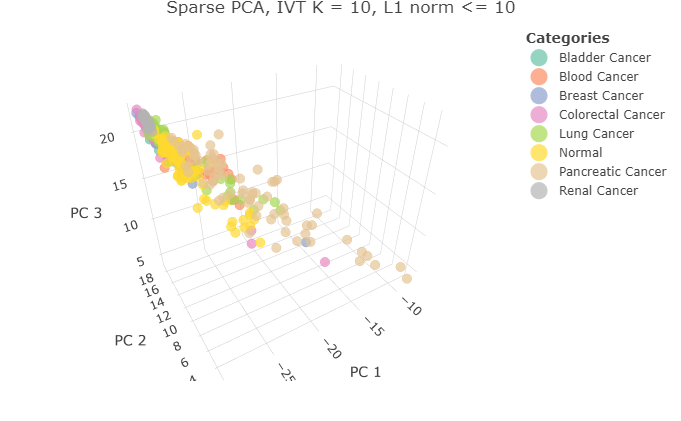 Sparse PCA, IVT K = 10, L1 norm <= 10
Categories
Bladder Cancer
Blood Cancer
Breast Cancer
Colorectal Cancer
Lung Cancer
Normal
Pancreatic Cancer
Renal Cancer
20
15
PC 3
10
5
18
16
14
12
10
8
6
PC 2
−10
−15
−20
−25
PC 1